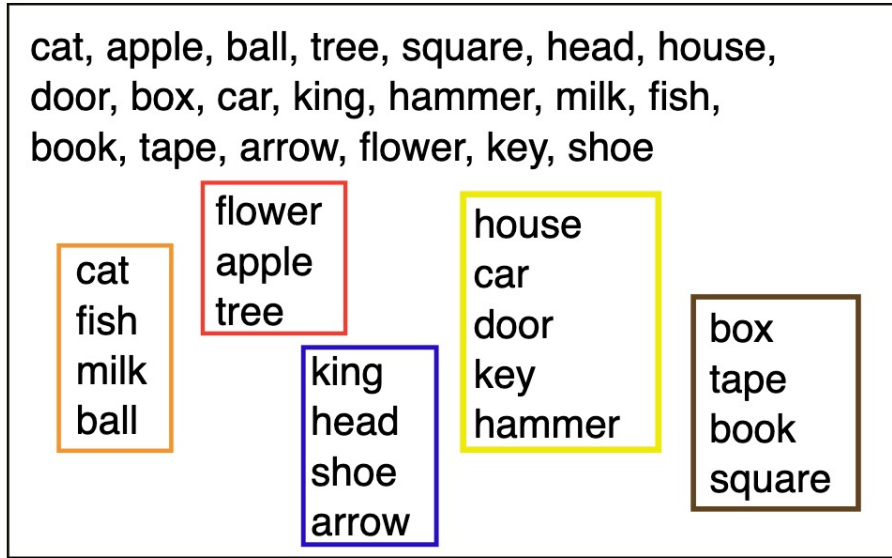 cat, apple, ball, tree, square, head, house,
door, box, car, king, hammer, milk, fish,
book, tape, arrow, flower, key, shoe
cat
fish
milk
ball
flower
apple
tree
king
head
shoe
arrow
house
car
door
key
hammer
box
tape
book
square